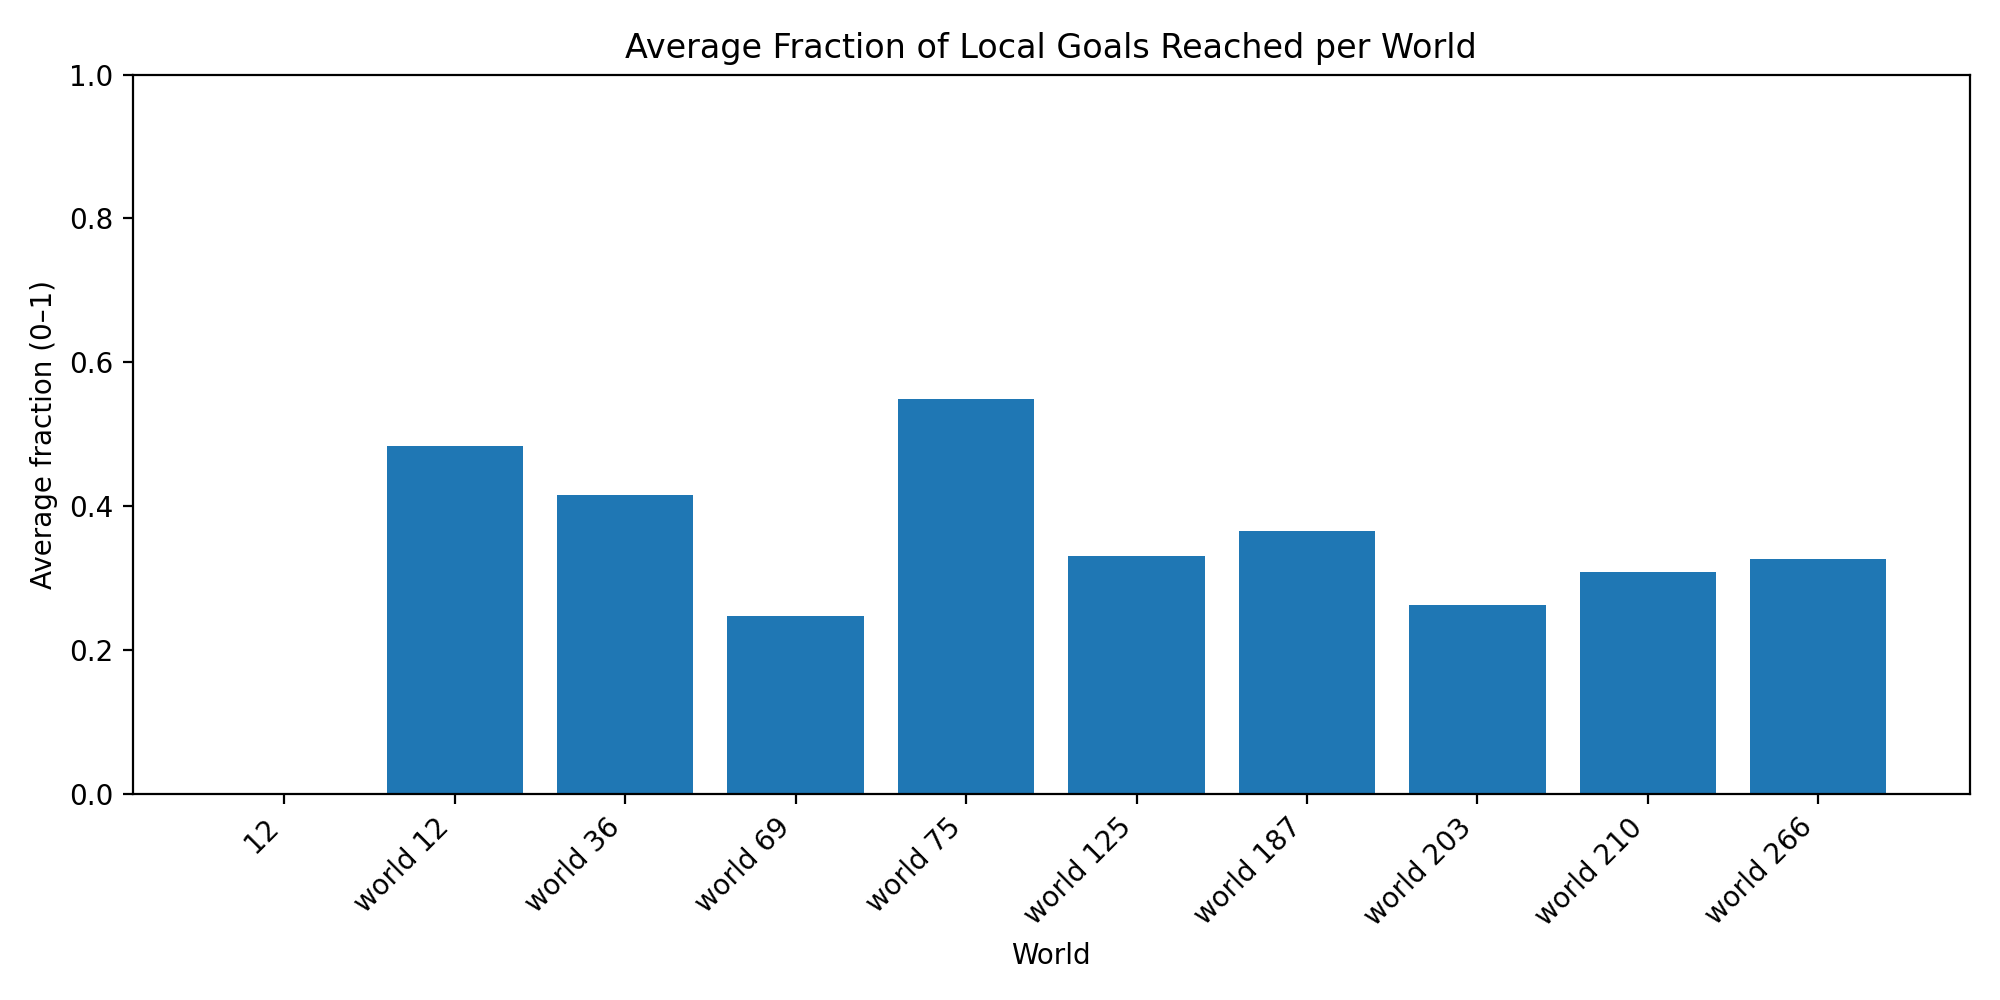 Average Fraction of Local Goals Reached per World
Average fraction (0–1)
1.0
0.8
0.6
0.4
0.2
0.0
12
world 12
world 36
world 69
world 75
world 125
world 187
world 203
world 210
world 266
World